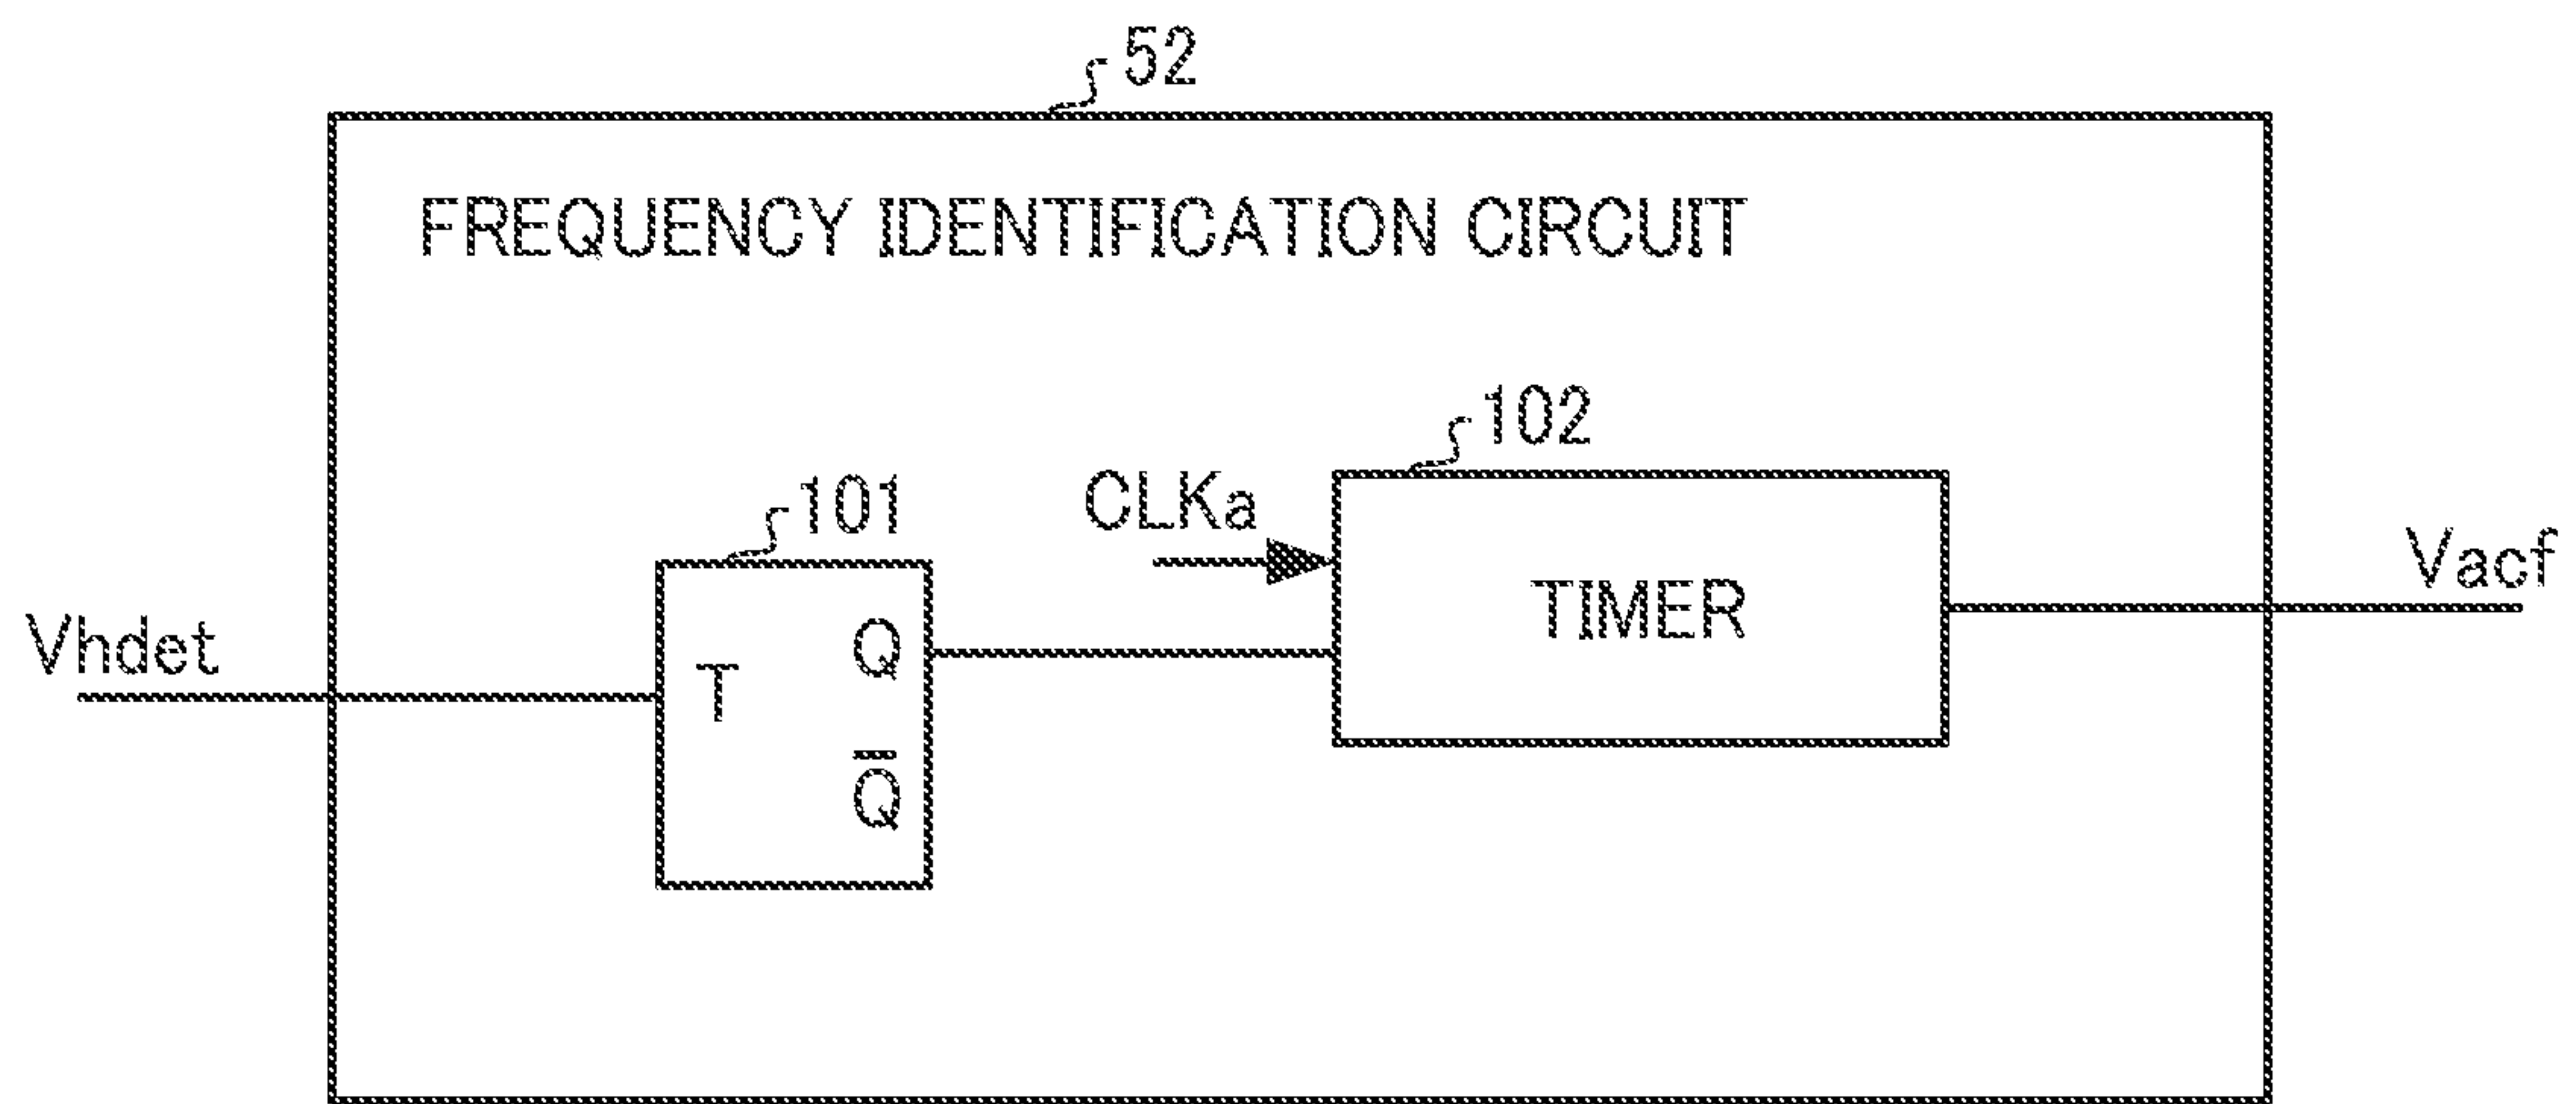 52
FREQUENCY IDENTIFICATION CIRCUIT
102
CLKa
101
Vacf
TIMER
Vhdet
T
Q
Q̅